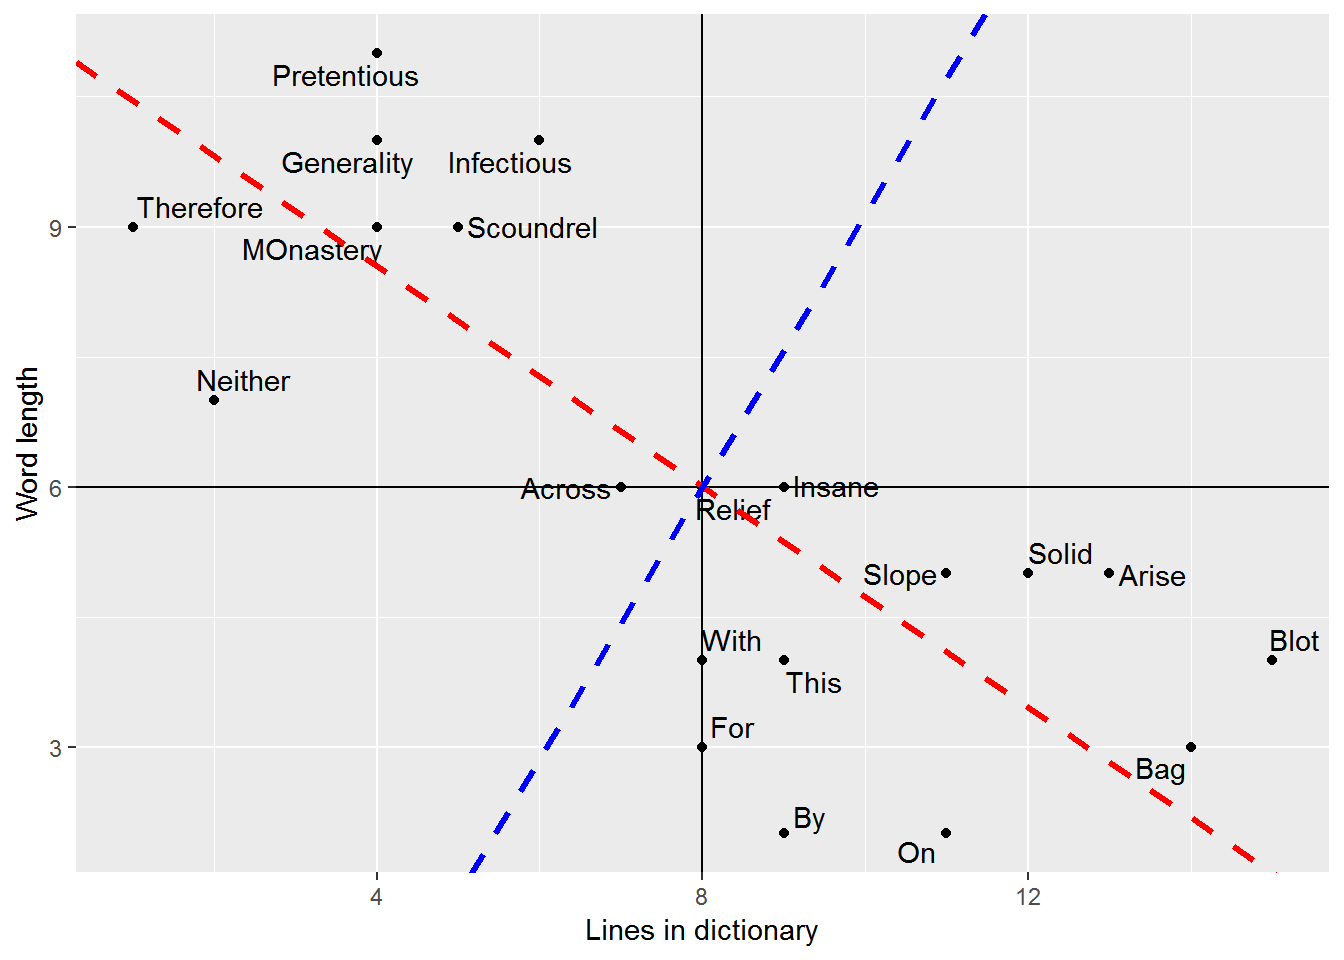 Pretentious
Generality
Infectious
Therefore
Scoundrel
MOnastery
Neither
Across
Insane
Relief
Solid
Slope
Arise
With
Blot
This
For
Bag
By
On
9
6
3
4
8
12
Word length
Lines in dictionary